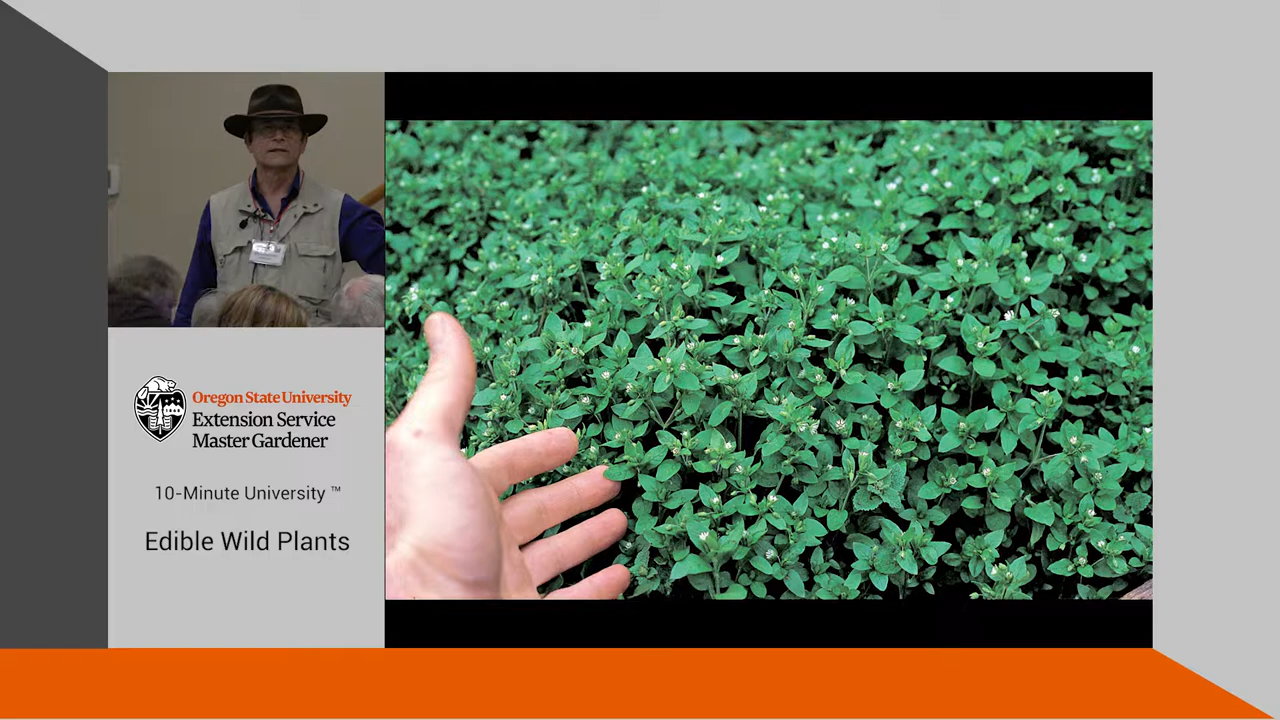 Oregon State University
Extension Service
Master Gardener
10-Minute University ™
Edible Wild Plants